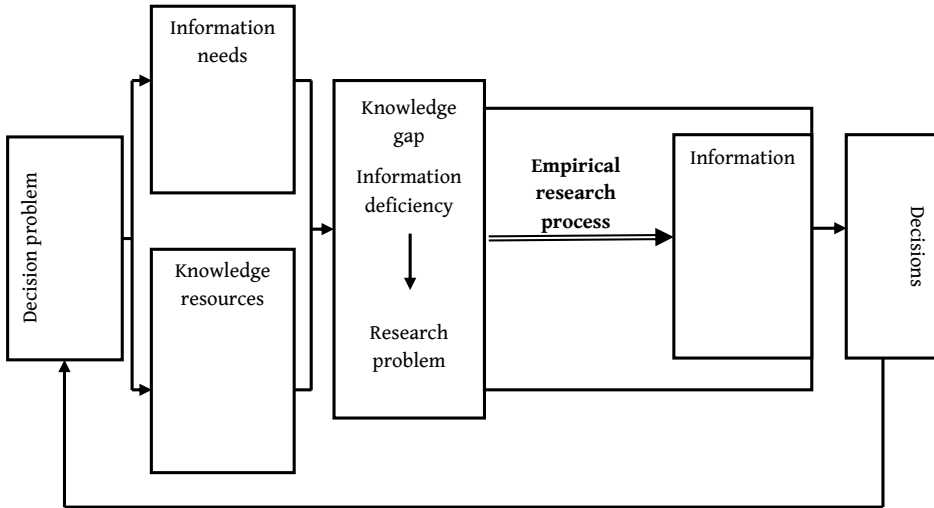 Decision problem
Information
needs
Knowledge
resources
Knowledge
gap
Information
deficiency
Research
problem
Empirical
research
process
Information
Decisions